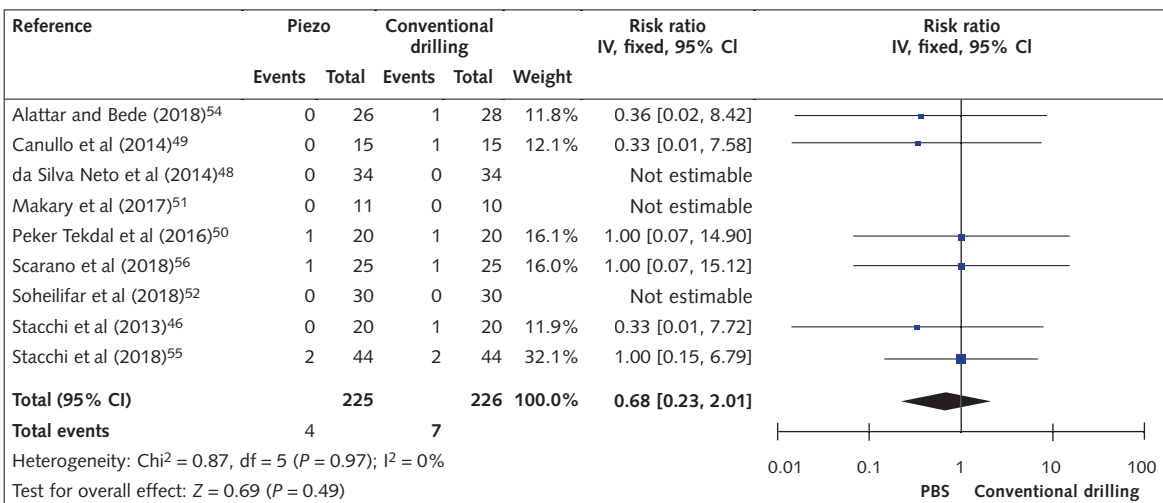 Reference Piezo Conventional drilling Risk ratio IV, fixed, 95% Cl Risk ratio IV, fixed, 95% Cl
Events Total Events Total Weight
Alattar and Bede (2018)54 0 26 1 28 11.8% 0.36 [0.02, 8.42]
Canullo et al (2014)49 0 15 1 15 12.1% 0.33 [0.01, 7.58]
da Silva Neto et al (2014)48 0 34 0 34 Not estimable
Makary et al (2017)51 0 11 0 10 Not estimable
Peker Tekdal et al (2016)50 1 20 1 20 16.1% 1.00 [0.07, 14.90]
Scarano et al (2018)56 1 25 1 25 16.0% 1.00 [0.07, 15.12]
Soheilifar et al (2018)52 0 30 0 30 Not estimable
Stacchi et al (2013)46 0 20 1 20 11.9% 0.33 [0.01, 7.72]
Stacchi et al (2018)55 2 44 2 44 32.1% 1.00 [0.15, 6.79]
Total (95% CI) 225 226 100.0% 0.68 [0.23, 2.01]
Total events 4 7
Heterogeneity: Chi2 = 0.87, df = 5 (P = 0.97); I2 = 0%
Test for overall effect: Z = 0.69 (P = 0.49)
0.01 0.1 1 10 100
PBS Conventional drilling